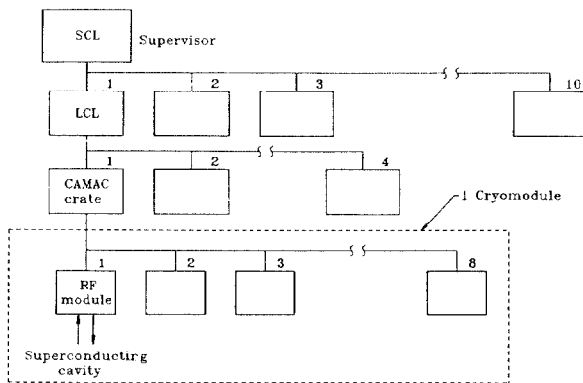 SCL
Supervisor
1 2 3 10
LCL
1 2 4
CAMAC
crate
1 Cryomodule
1 2 3 8
RF
module
Superconducting
cavity